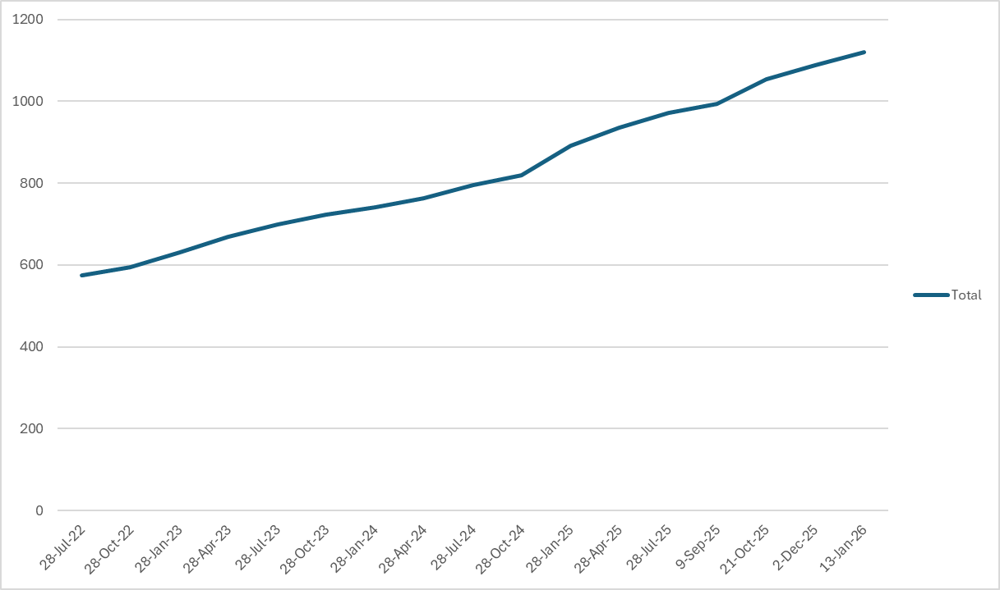 1200
1000
800
600
400
200
0
28-Jul-22
28-Oct-22
28-Jan-23
28-Apr-23
28-Jul-23
28-Oct-23
28-Jan-24
28-Apr-24
28-Jul-24
28-Oct-24
28-Jan-25
28-Apr-25
28-Jul-25
9-Sep-25
21-Oct-25
2-Dec-25
13-Jan-26
Total